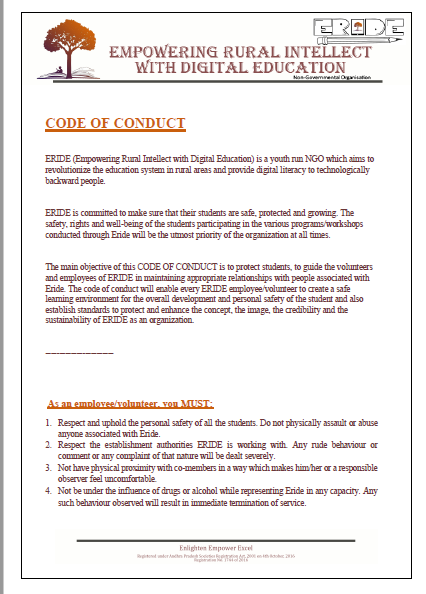 ERIDE
EMPOWERING RURAL INTELLECT
WITH DIGITAL EDUCATION
Non-Governmental Organisation
CODE OF CONDUCT
ERIDE (Empowering Rural Intellect with Digital Education) is a youth run NGO which aims to
revolutionize the education system in rural areas and provide digital literacy to technologically
backward people.
ERIDE is committed to make sure that their students are safe, protected and growing. The
safety, rights and well-being of the students participating in the various programs/workshops
conducted through Eride will be the utmost priority of the organization at all times.
The main objective of this CODE OF CONDUCT is to protect students, to guide the volunteers
and employees of ERIDE in maintaining appropriate relationships with people associated with
Eride. The code of conduct will enable every ERIDE employee/volunteer to create a safe
learning environment for the overall development and personal safety of the student and also
establish standards to protect and enhance the concept, the image, the credibility and the
sustainability of ERIDE as an organization.
_____________
As an employee/volunteer, you MUST:
1. Respect and uphold the personal safety of all the students. Do not physically assault or abuse
anyone associated with Eride.
2. Respect the establishment authorities ERIDE is working with. Any rude behaviour or
comment or any complaint of that nature will be dealt severely.
3. Not have physical proximity with co-members in a way which makes him/her or a responsible
observer feel uncomfortable.
4. Not be under the influence of drugs or alcohol while representing Eride in any capacity. Any
such behaviour observed will result in immediate termination of service.
Enlighten Empower Excel
Registered under Andhra Pradesh Societies Registration Act, 2001 on 4th October, 2016
Registration No. of 2016